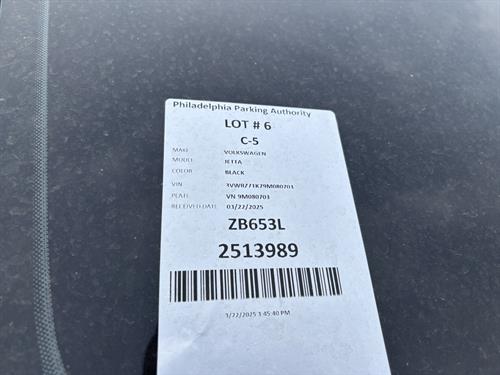 Philadelphia Parking Authority
LOT # 6
C-5
MAKE VOLKSWAGEN
MODEL JETTA
COLOR BLACK
VIN 3VWRZ71K79M080703
PLATE VN 9M080703
RECEIVED DATE 03/22/2025
ZB653L
2513989
3/22/2025 3:45:40 PM